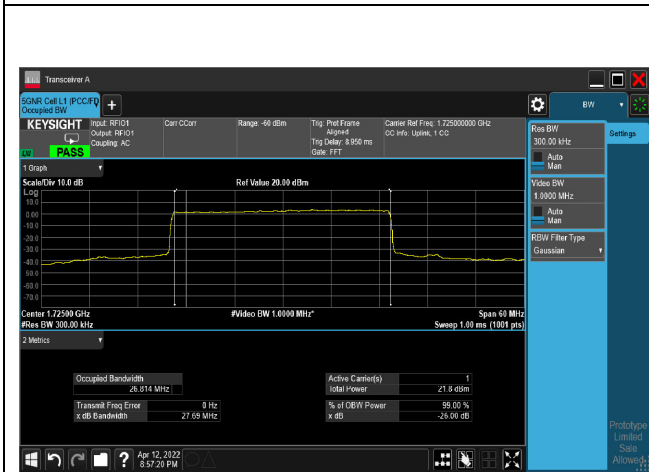 Transceiver A
5GNR Cell L1 (PCC/FD
Occupied BW
KEYSIGHT
Input: RFIO1
Output: RFIO1
Coupling: AC
Corr CCorr
Range: -60 dBm
Trig: Prot Frame
Aligned
Trig Delay: 8.950 ms
Gate: FFT
Carrier Ref Freq: 1.725000000 GHz
CC Info: Uplink, 1 CC
PASS
1 Graph
Scale/Div 10.0 dB
Ref Value 20.00 dBm
Log
10.0
0.00
-10.0
-20.0
-30.0
-40.0
-50.0
-60.0
-70.0
Center 1.72500 GHz
#Video BW 1.0000 MHz*
Span 60 MHz
#Res BW 300.00 kHz
Sweep 1.00 ms (1001 pts)
2 Metrics
Occupied Bandwidth
26.814 MHz
Active Carrier(s) 1
Total Power 21.8 dBm
Transmit Freq Error 0 Hz
x dB Bandwidth 27.69 MHz
% of OBW Power 99.00 %
x dB -26.00 dB
Apr 12, 2022
8:57:20 PM
BW
Settings
Res BW
300.00 kHz
Auto
Man
Video BW
1.0000 MHz
Auto
Man
RBW Filter Type
Gaussian
Prototype
Limited
Sale
Allowed